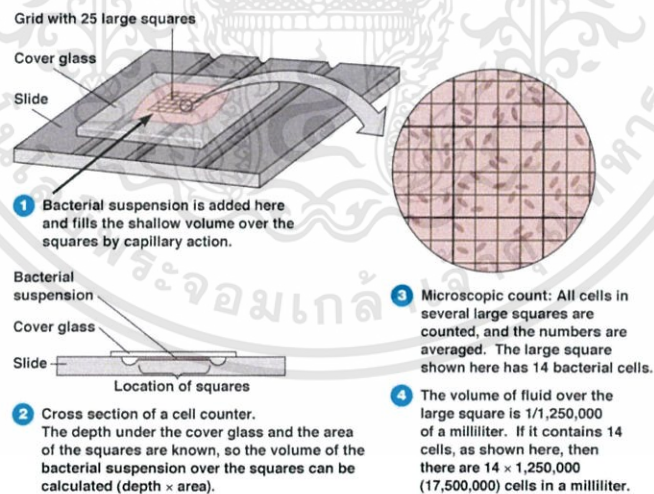 Grid with 25 large squares
Cover glass
Slide
1 Bacterial suspension is added here
and fills the shallow volume over the
squares by capillary action.
Bacterial
suspension
Cover glass
Slide
Location of squares
2 Cross section of a cell counter.
The depth under the cover glass and the area
of the squares are known, so the volume of the
bacterial suspension over the squares can be
calculated (depth × area).
3 Microscopic count: All cells in
several large squares are
counted, and the numbers are
averaged. The large square
shown here has 14 bacterial cells.
4 The volume of fluid over the
large square is 1/1,250,000
of a milliliter. If it contains 14
cells, as shown here, then
there are 14 × 1,250,000
(17,500,000) cells in a milliliter.